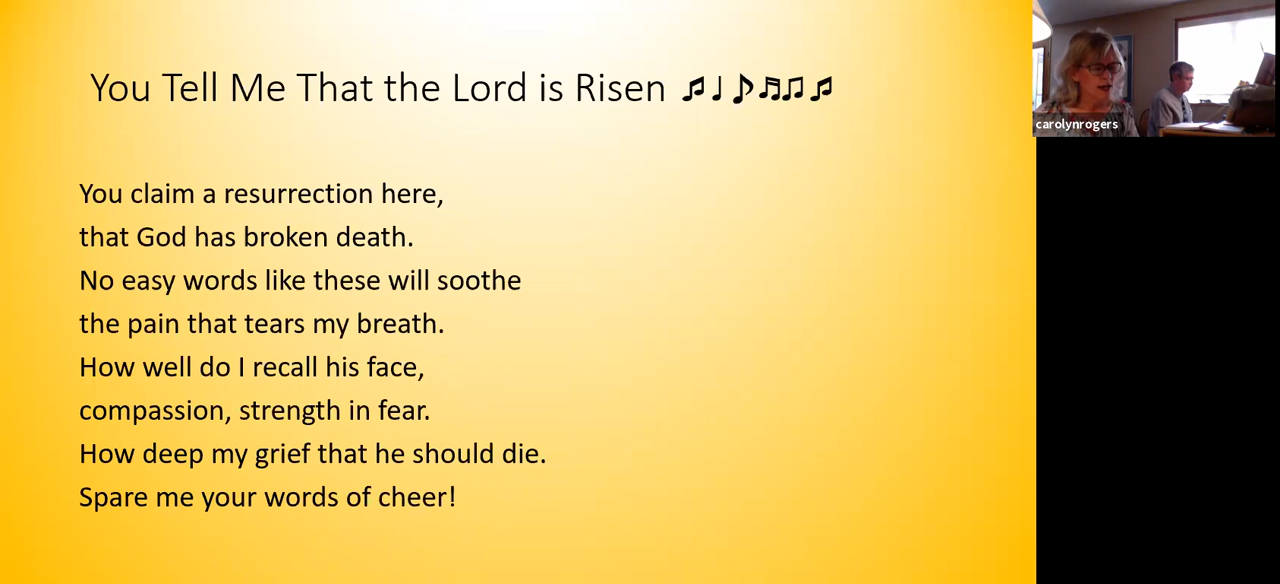 You Tell Me That the Lord is Risen ♫♩♪♬♫♫
You claim a resurrection here,
that God has broken death.
No easy words like these will soothe
the pain that tears my breath.
How well do I recall his face,
compassion, strength in fear.
How deep my grief that he should die.
Spare me your words of cheer!
carolynrogers